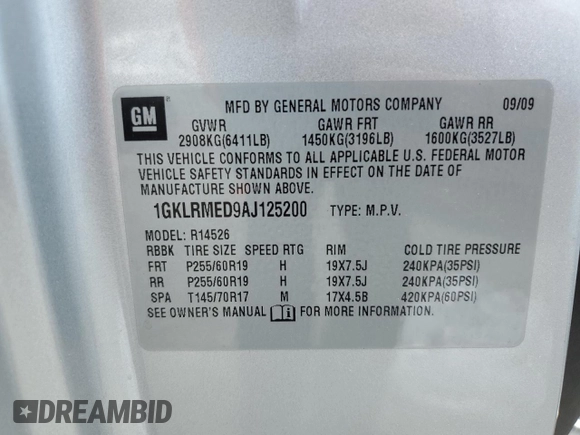 GM
MFD BY GENERAL MOTORS COMPANY 09/09
GVWR GAWR FRT GAWR RR
2908KG(6411LB) 1450KG(3196LB) 1600KG(3527LB)
THIS VEHICLE CONFORMS TO ALL APPLICABLE U.S. FEDERAL MOTOR
VEHICLE SAFETY STANDARDS IN EFFECT ON THE DATE OF
MANUFACTURE SHOWN ABOVE.
1GKLRMED9AJ125200 TYPE: M.P.V.
MODEL: R14526
RBBK TIRE SIZE SPEED RTG RIM COLD TIRE PRESSURE
FRT P255/60R19 H 19X7.5J 240KPA(35PSI)
RR P255/60R19 H 19X7.5J 240KPA(35PSI)
SPA T145/70R17 M 17X4.5B 420KPA(60PSI)
SEE OWNER'S MANUAL FOR MORE INFORMATION.
DREAMBID